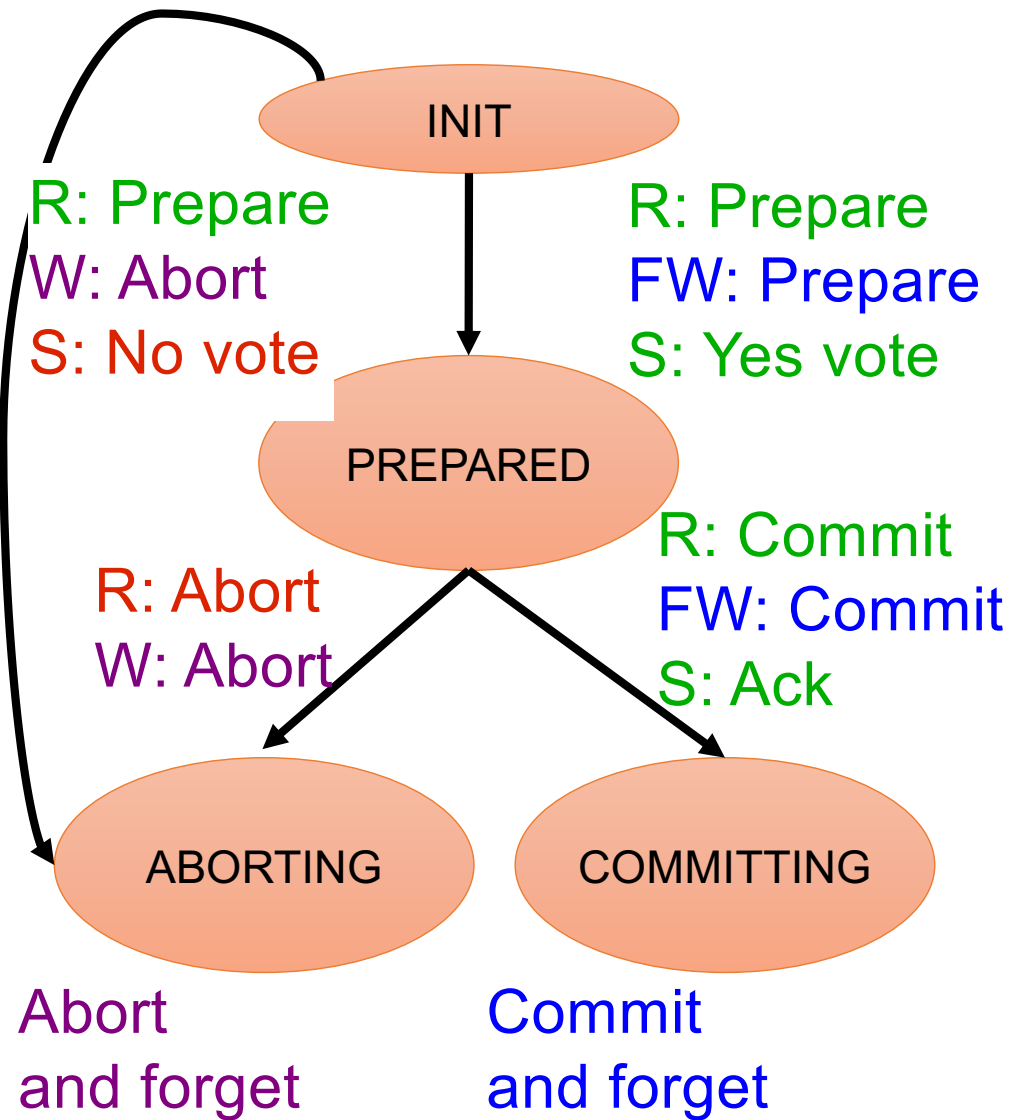 INIT
R: Prepare
W: Abort
S: No vote
R: Prepare
FW: Prepare
S: Yes vote
PREPARED
R: Abort
W: Abort
R: Commit
FW: Commit
S: Ack
ABORTING
COMMITTING
Abort
and forget
Commit
and forget